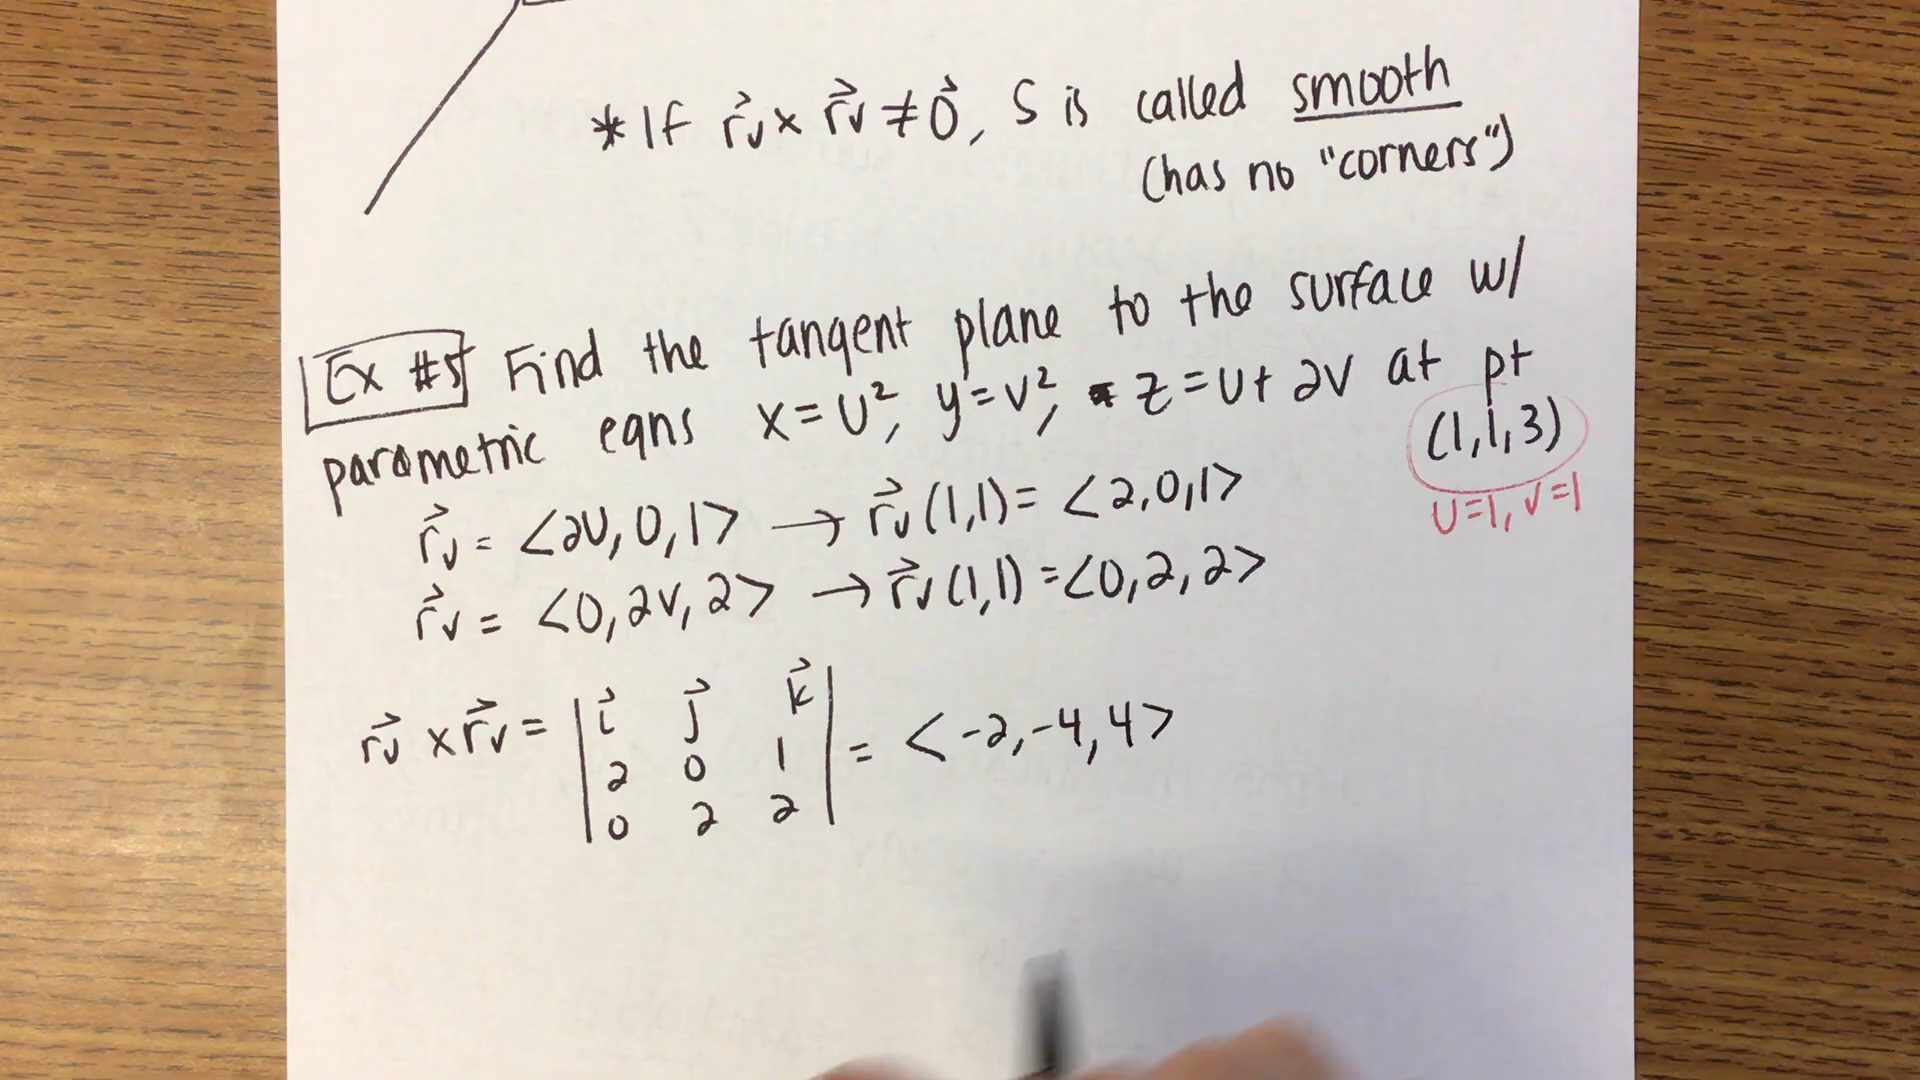 *If r⃗ᵤ × r⃗ᵥ ≠ 0⃗, S is called smooth
(has no "corners")
Ex #5 Find the tangent plane to the surface w/
parametric eqns x = u², y = v², z = u + 2v at pt
(1,1,3)
u=1, v=1
r⃗ᵤ = <2u, 0, 1> → r⃗ᵤ(1,1) = <2,0,1>
r⃗ᵥ = <0, 2v, 2> → r⃗ᵥ(1,1) = <0,2,2>
r⃗ᵤ × r⃗ᵥ = | i⃗ j⃗ k⃗ | = <-2,-4,4>
2 0 1
0 2 2